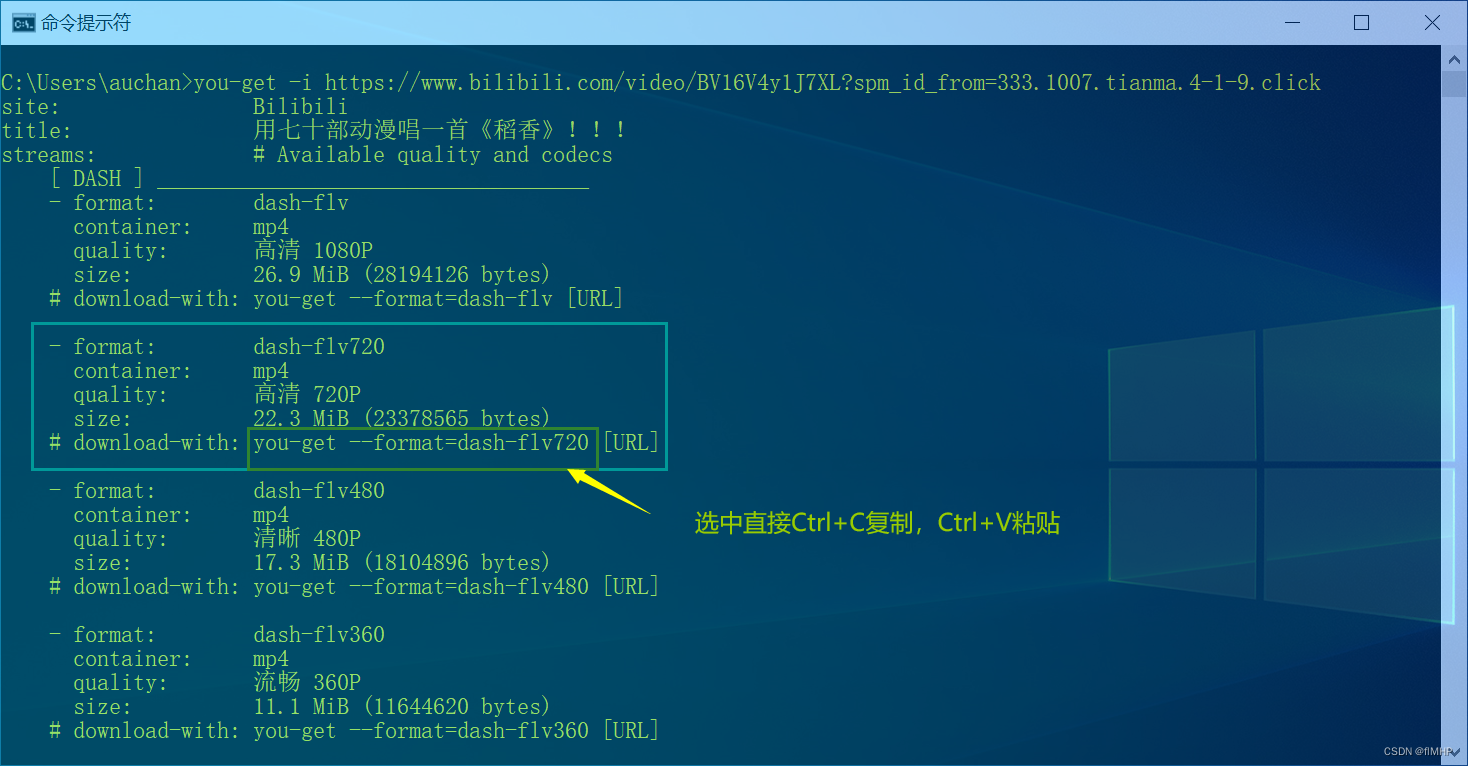 命令提示符
C:\Users\auchan>you-get -i https://www.bilibili.com/video/BV16V4y1J7XL?spm_id_from=333.1007.tianma.4-1-9.click
site: Bilibili
title: 用七十部动漫唱一首《稻香》！！！
streams: # Available quality and codecs
[ DASH ] ____________________________________
- format: dash-flv
container: mp4
quality: 高清 1080P
size: 26.9 MiB (28194126 bytes)
# download-with: you-get --format=dash-flv [URL]
- format: dash-flv720
container: mp4
quality: 高清 720P
size: 22.3 MiB (23378565 bytes)
# download-with: you-get --format=dash-flv720 [URL]
- format: dash-flv480
container: mp4
quality: 清晰 480P
size: 17.3 MiB (18104896 bytes)
# download-with: you-get --format=dash-flv480 [URL]
选中直接Ctrl+C复制，Ctrl+V粘贴
- format: dash-flv360
container: mp4
quality: 流畅 360P
size: 11.1 MiB (11644620 bytes)
# download-with: you-get --format=dash-flv360 [URL]
CSDN